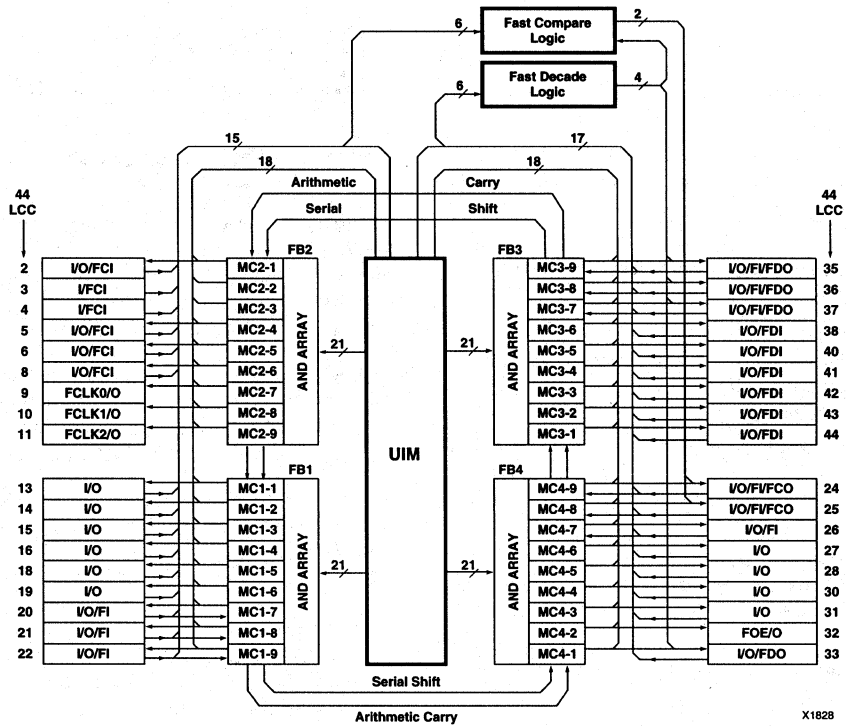 6
Fast Compare
Logic
2
6
Fast Decade
Logic
4
15
17
18
18
Arithmetic Carry
Serial Shift
44
LCC
44
LCC
FB2
FB3
2 I/O/FCI MC2-1 MC3-9 I/O/FI/FDO 35
3 I/FCI MC2-2 MC3-8 I/O/FI/FDO 36
4 I/FCI MC2-3 MC3-7 I/O/FI/FDO 37
5 I/O/FCI MC2-4 MC3-6 I/O/FDI 38
6 I/O/FCI MC2-5 21 21 MC3-5 I/O/FDI 40
8 I/O/FCI MC2-6 MC3-4 I/O/FDI 41
9 FCLK0/O MC2-7 MC3-3 I/O/FDI 42
10 FCLK1/O MC2-8 MC3-2 I/O/FDI 43
11 FCLK2/O MC2-9 MC3-1 I/O/FDI 44
AND ARRAY
AND ARRAY
UIM
FB1
FB4
13 I/O MC1-1 MC4-9 I/O/FI/FCO 24
14 I/O MC1-2 MC4-8 I/O/FI/FCO 25
15 I/O MC1-3 MC4-7 I/O/FI 26
16 I/O MC1-4 MC4-6 I/O 27
18 I/O MC1-5 21 21 MC4-5 I/O 28
19 I/O MC1-6 MC4-4 I/O 30
20 I/O/FI MC1-7 MC4-3 I/O 31
21 I/O/FI MC1-8 MC4-2 FOE/O 32
22 I/O/FI MC1-9 MC4-1 I/O/FDO 33
AND ARRAY
AND ARRAY
Serial Shift
Arithmetic Carry
X1828